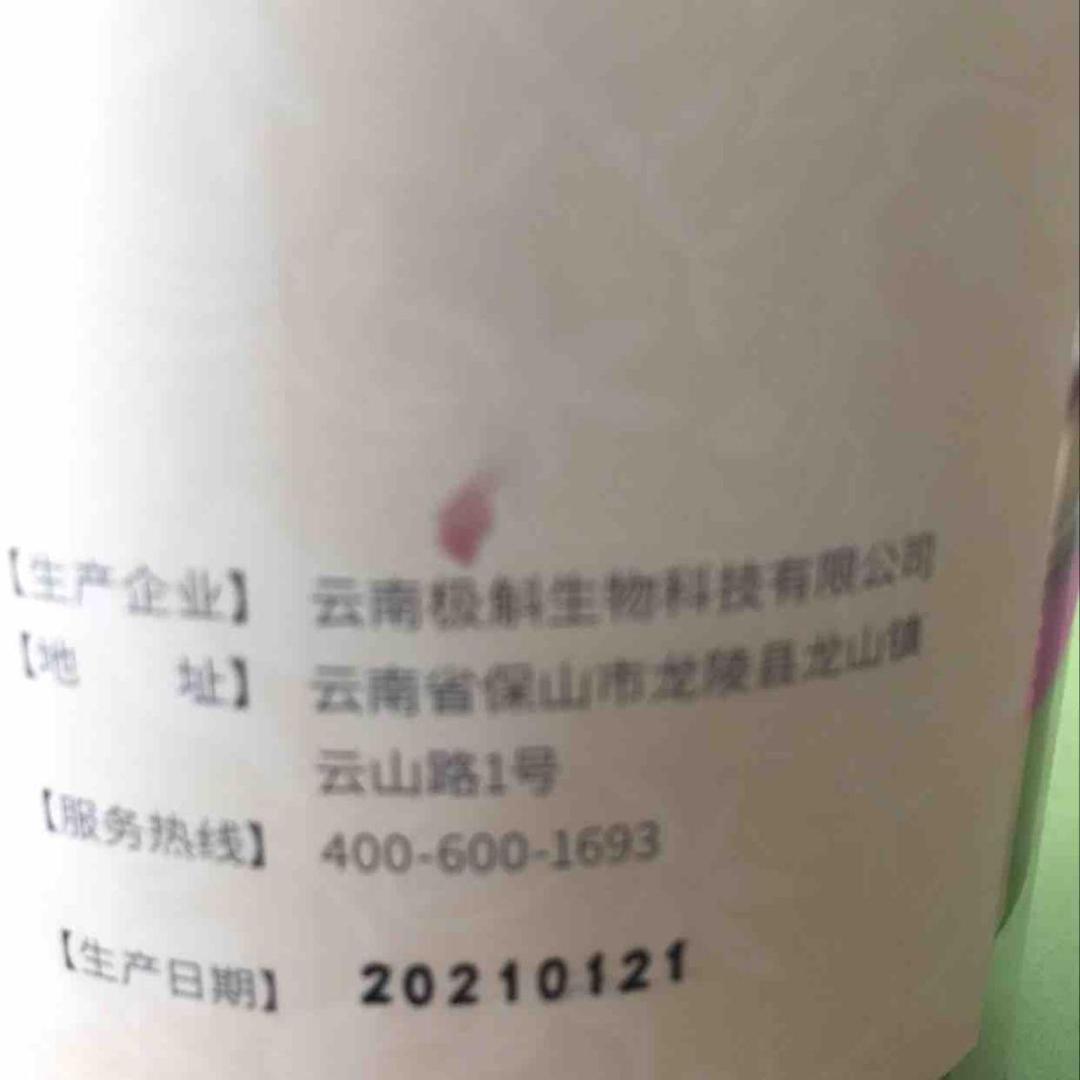 【生产企业】 云南极斛生物科技有限公司
【地 址】 云南省保山市龙陵县龙山镇
云山路1号
【服务热线】 400-600-1693
【生产日期】 20210121